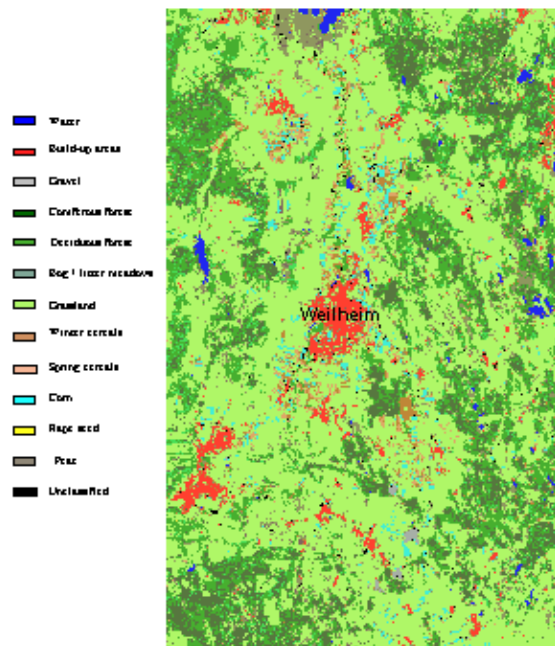 Water
Build-up areas
Gravel
Coniferous forest
Deciduous forest
Bog / litter meadows
Grassland
Winter cereals
Spring cereals
Corn
Rape seed
Peat
Unclassified
Weilheim